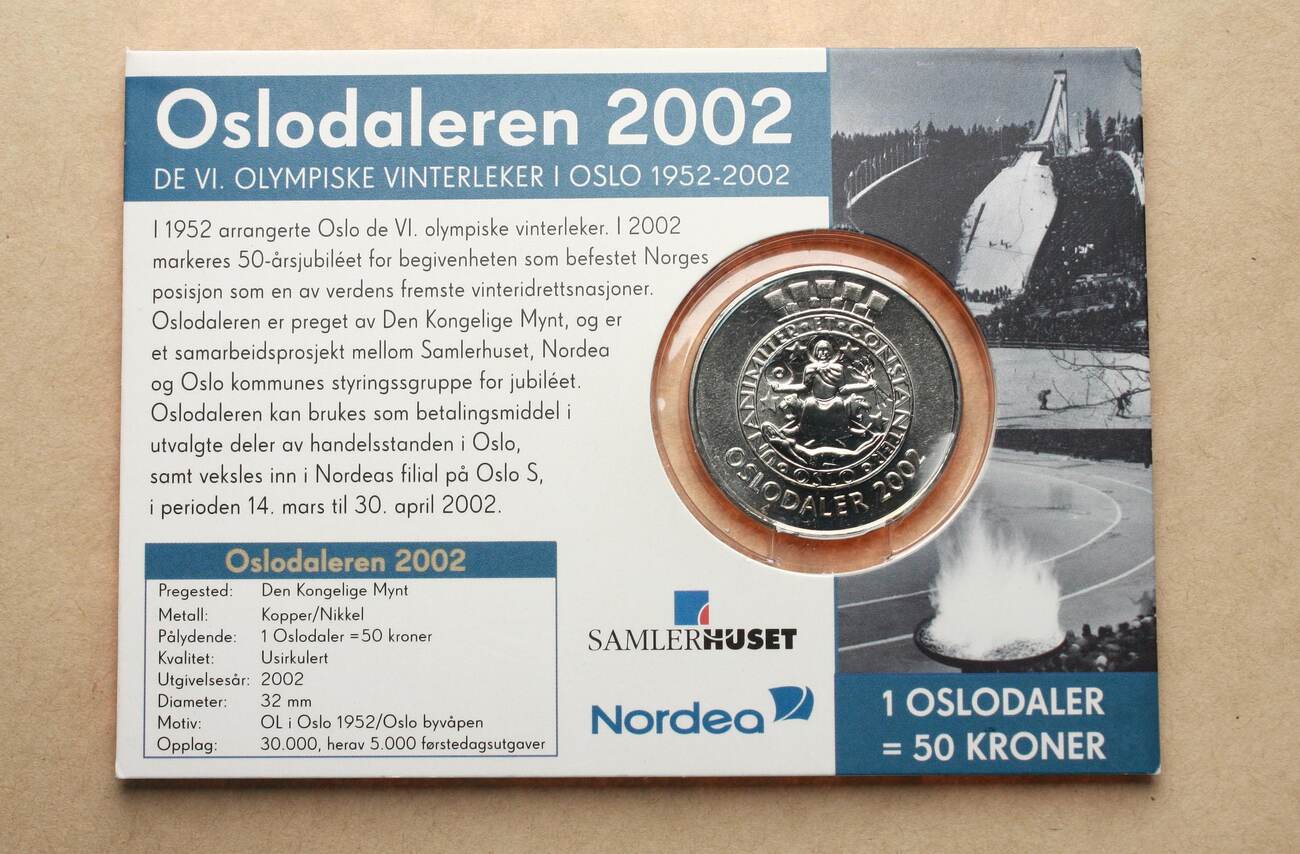 Oslodaleren 2002
DE VI. OLYMPISKE VINTERLEKER I OSLO 1952-2002
I 1952 arrangerte Oslo de VI. olympiske vinterleker. I 2002
markeres 50-årsjubiléet for begivenheten som befestet Norges
posisjon som en av verdens fremste vinteridrettsnasjoner.
Oslodaleren er preget av Den Kongelige Mynt, og er
et samarbeidsprosjekt mellom Samlerhuset, Nordea
og Oslo kommunes styringssgruppe for jubiléet.
Oslodaleren kan brukes som betalingsmiddel i
utvalgte deler av handelsstanden i Oslo,
samt veksles inn i Nordeas filial på Oslo S,
i perioden 14. mars til 30. april 2002.
UNANIMITER·ET·CONSTANTER
OSLO
OSLODALER 2002
Oslodaleren 2002
Pregested: Den Kongelige Mynt
Metall: Kopper/Nikkel
Pålydende: 1 Oslodaler =50 kroner
Kvalitet: Usirkulert
Utgivelsesår: 2002
Diameter: 32 mm
Motiv: OL i Oslo 1952/Oslo byvåpen
Opplag: 30.000, herav 5.000 førstedagsutgaver
SAMLERHUSET
Nordea
1 OSLODALER
= 50 KRONER